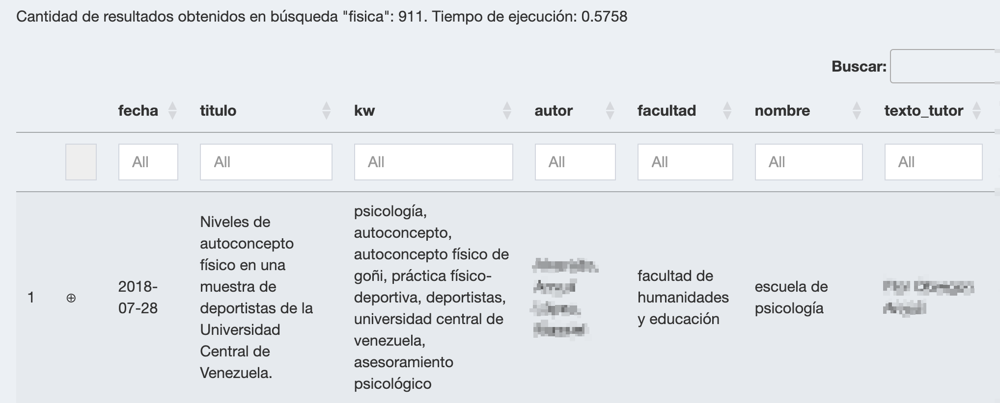 Cantidad de resultados obtenidos en búsqueda "fisica": 911. Tiempo de ejecución: 0.5758
Buscar:
fecha titulo kw autor facultad nombre texto_tutor
All All All All All All All
1
2018-
07-28
Niveles de
autoconcepto
físico en una
muestra de
deportistas de la
Universidad
Central de
Venezuela.
psicología,
autoconcepto,
autoconcepto físico de
goñi, práctica físico-
deportiva, deportistas,
universidad central de
venezuela,
asesoramiento
psicológico
facultad de
humanidades
y educación
escuela de
psicología